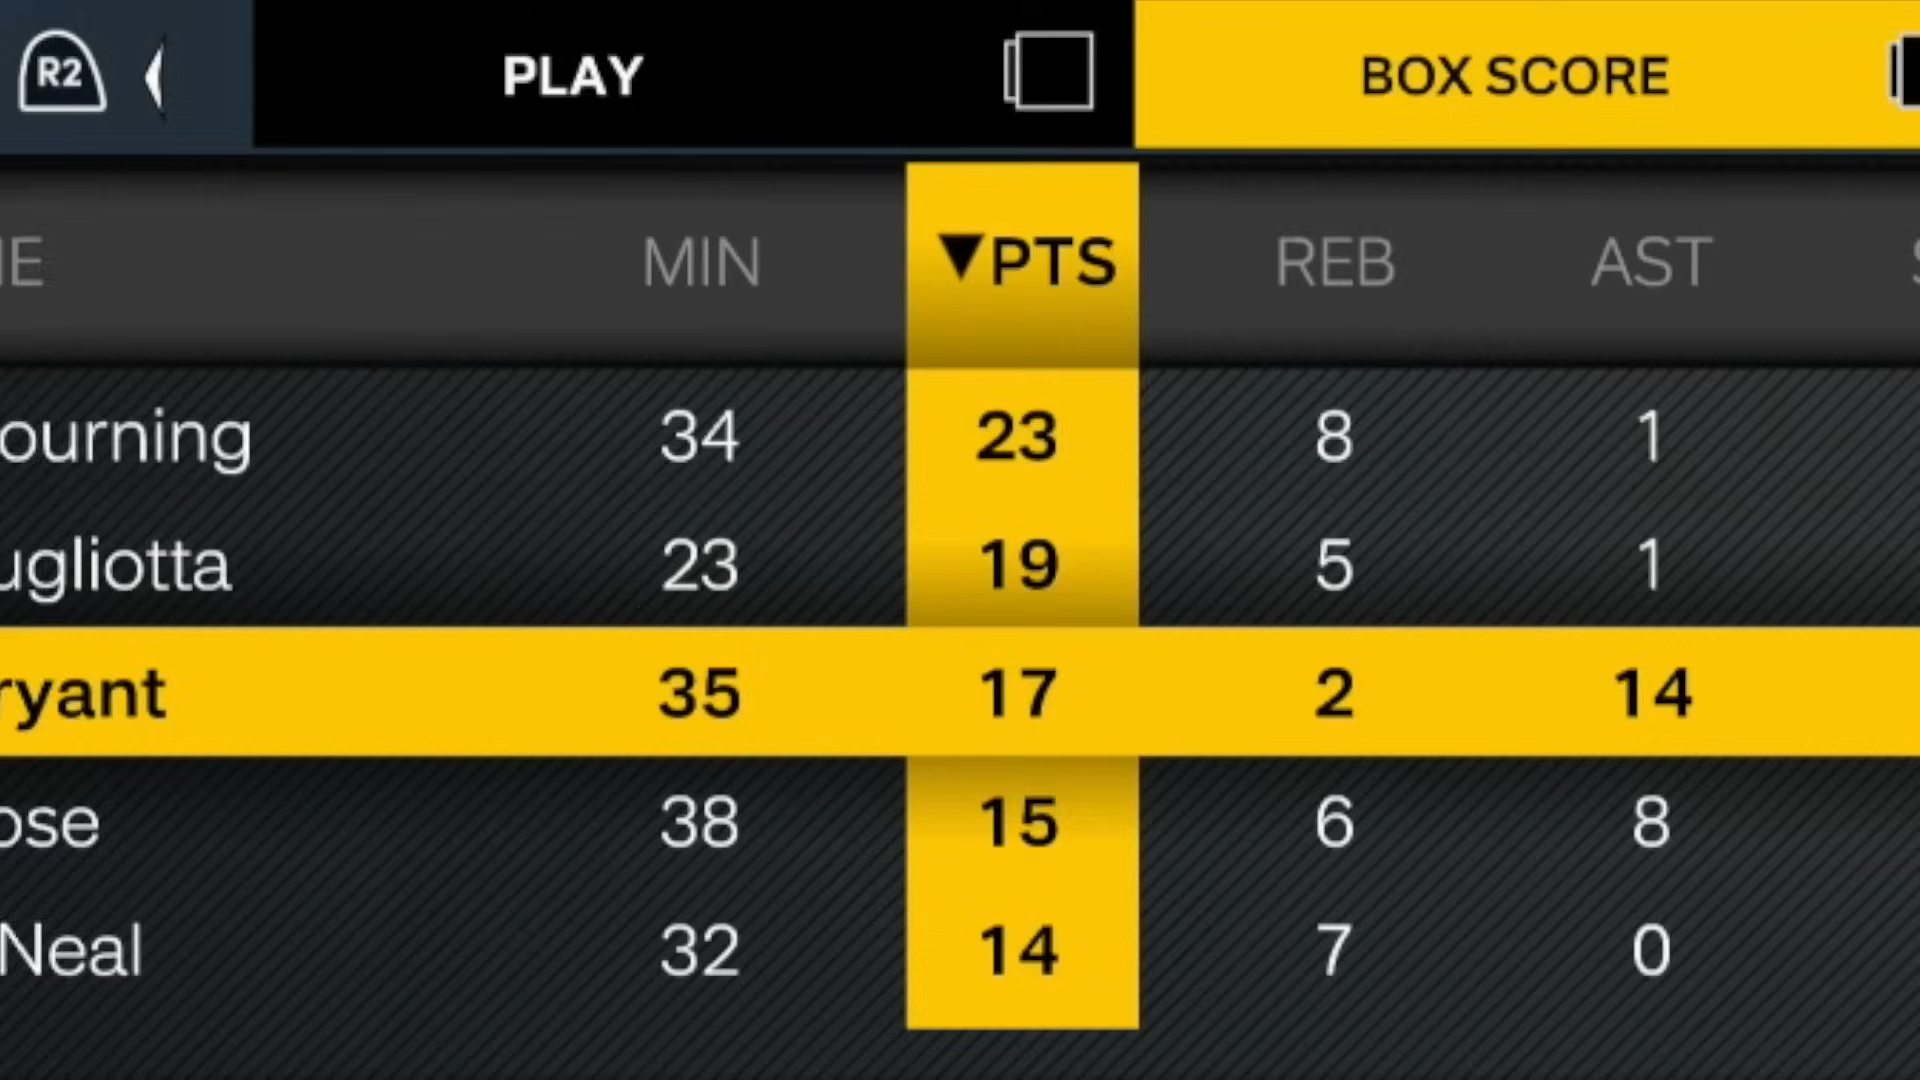 R2 PLAY BOX SCORE
IE MIN ▼PTS REB AST
ourning 34 23 8 1
ugliotta 23 19 5 1
ryant 35 17 2 14
ose 38 15 6 8
Neal 32 14 7 0